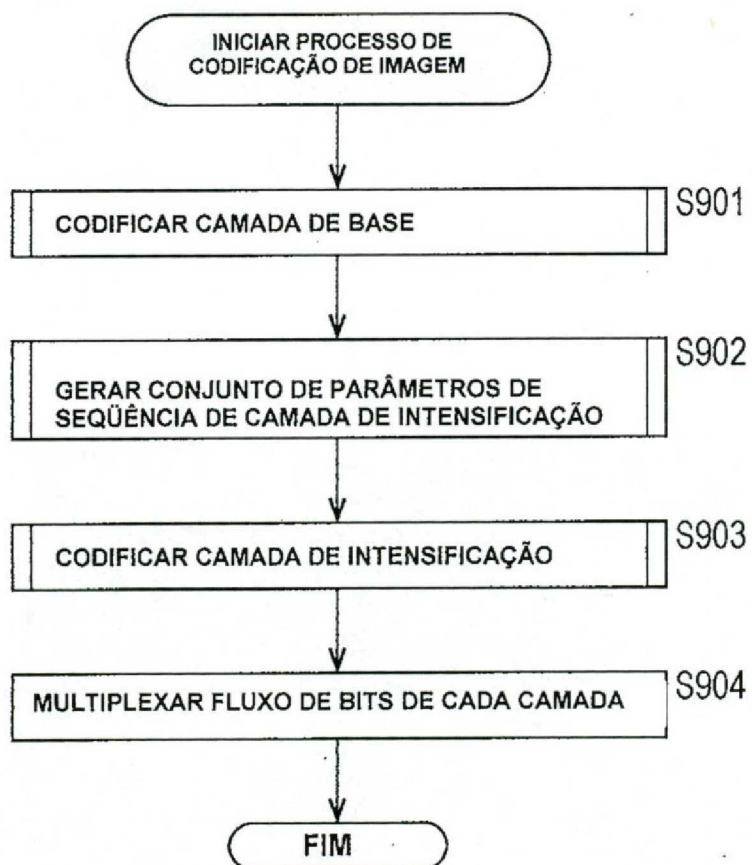 INICIAR PROCESSO DE
CODIFICAÇÃO DE IMAGEM
S901
CODIFICAR CAMADA DE BASE
S902
GERAR CONJUNTO DE PARÂMETROS DE
SEQÜÊNCIA DE CAMADA DE INTENSIFICAÇÃO
S903
CODIFICAR CAMADA DE INTENSIFICAÇÃO
S904
MULTIPLEXAR FLUXO DE BITS DE CADA CAMADA
FIM